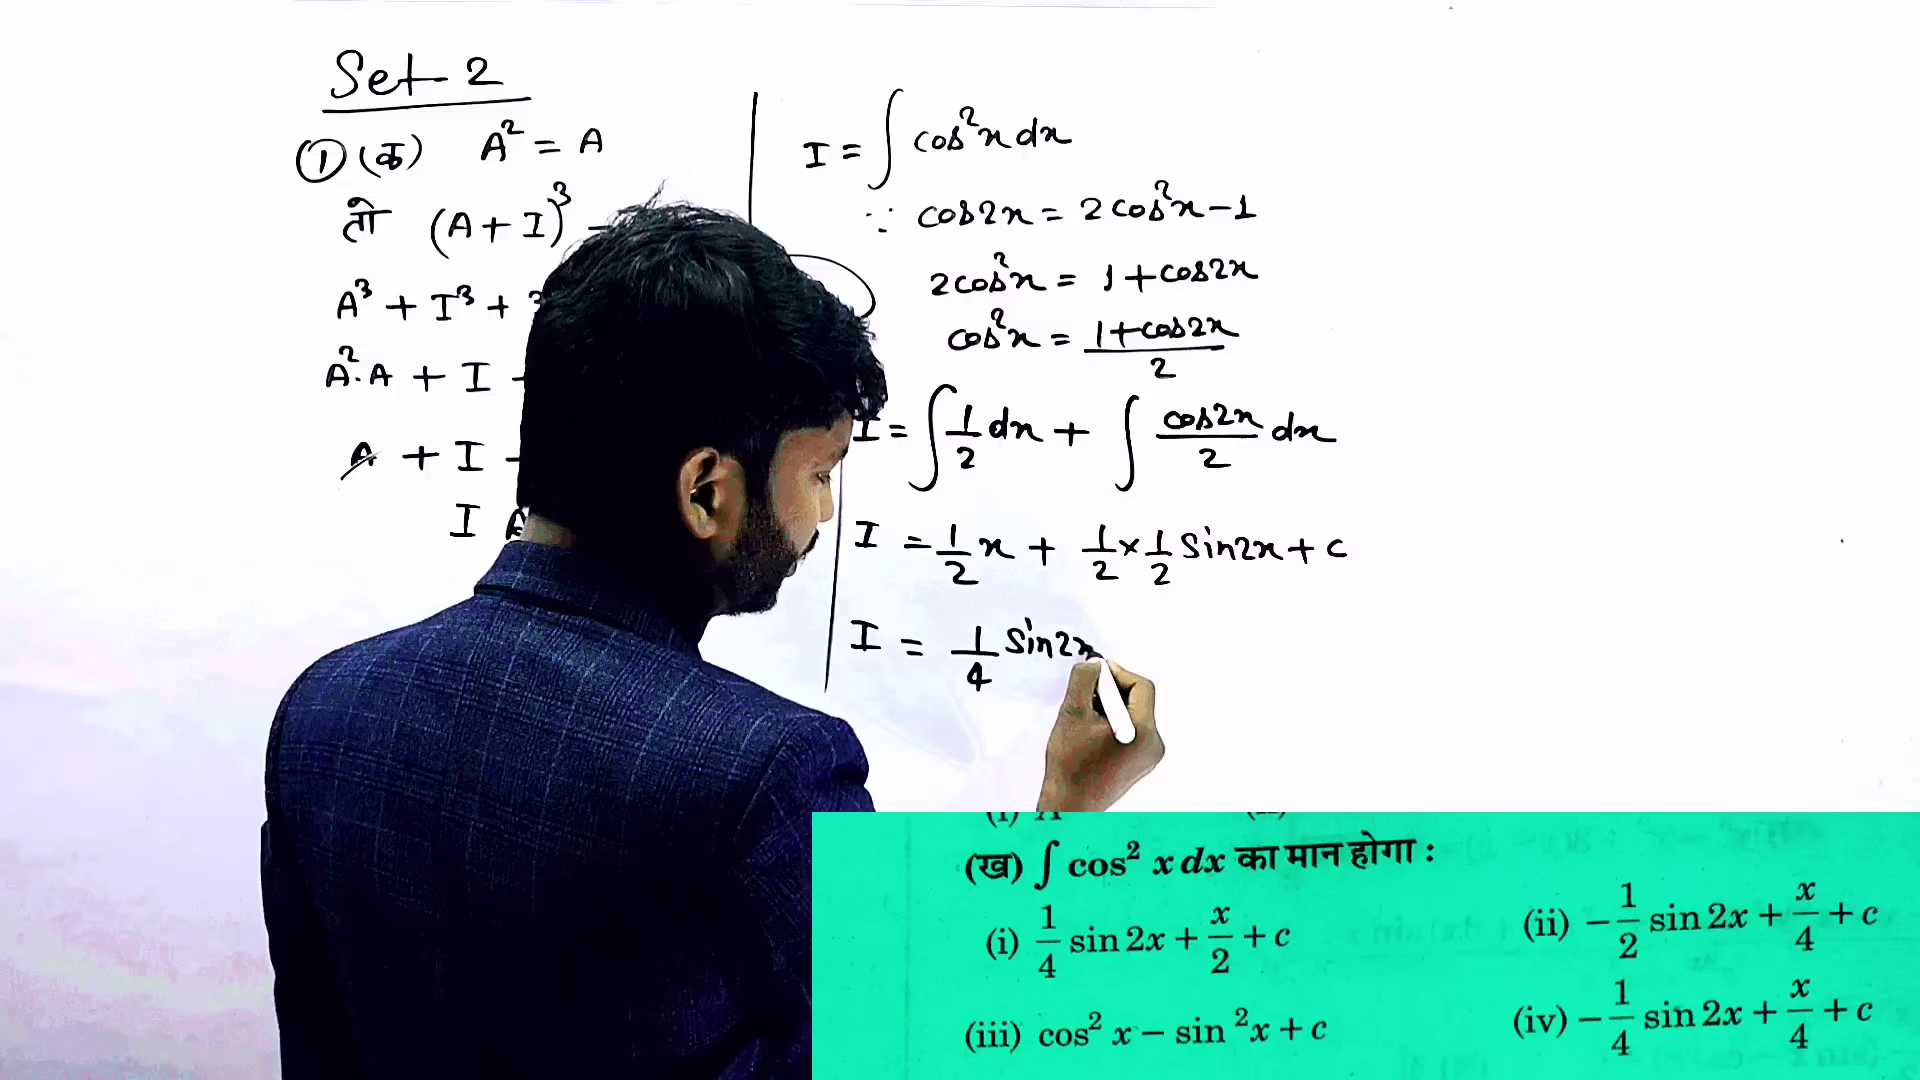 Set-2
① (क) A² = A
तो (A + I)³ -
A³ + I³ +
A².A + I
A + I -
I
I = ∫ cos²x dx
∵ cos2x = 2cos²x - 1
2cos²x = 1 + cos2x
cos²x = (1 + cos2x)/2
I = ∫ 1/2 dx + ∫ cos2x/2 dx
I = 1/2 x + 1/2 × 1/2 Sin2x + c
I = 1/4 Sin2x
(ख) ∫ cos² x dx का मान होगा :
(i) 1/4 sin 2x + x/2 + c (ii) - 1/2 sin 2x + x/4 + c
(iii) cos² x - sin ²x + c (iv) - 1/4 sin 2x + x/4 + c